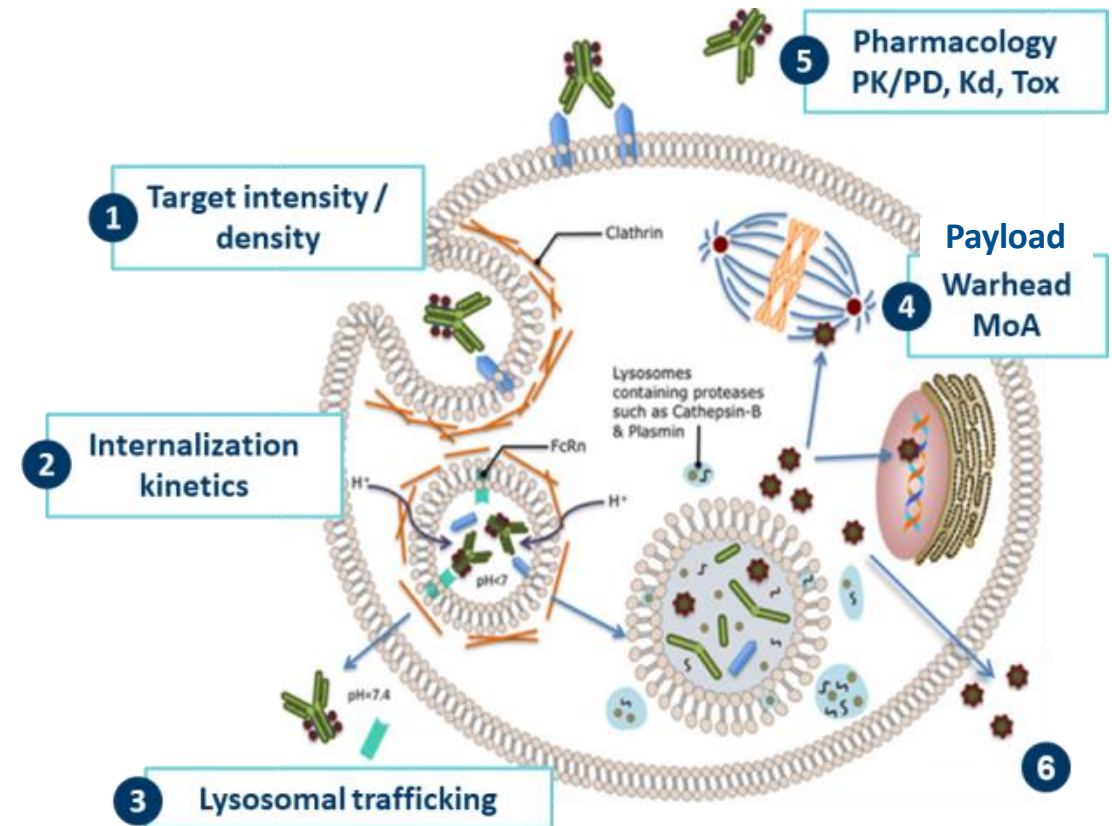 5
Pharmacology
PK/PD, Kd, Tox
1
Target intensity /
density
Clathrin
Payload
4
Warhead
MoA
Lysosomes
containing proteases
such as Cathepsin-B
& Plasmin
2
Internalization
kinetics
FcRn
H⁺
H⁺
pH<7
pH=7.4
3
Lysosomal trafficking
6